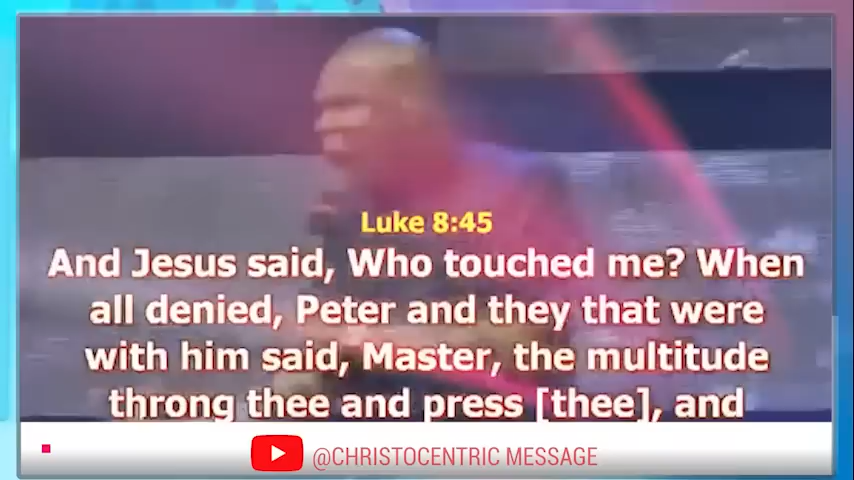 Luke 8:45
And Jesus said, Who touched me? When
all denied, Peter and they that were
with him said, Master, the multitude
throng thee and press [thee], and
@CHRISTOCENTRIC MESSAGE